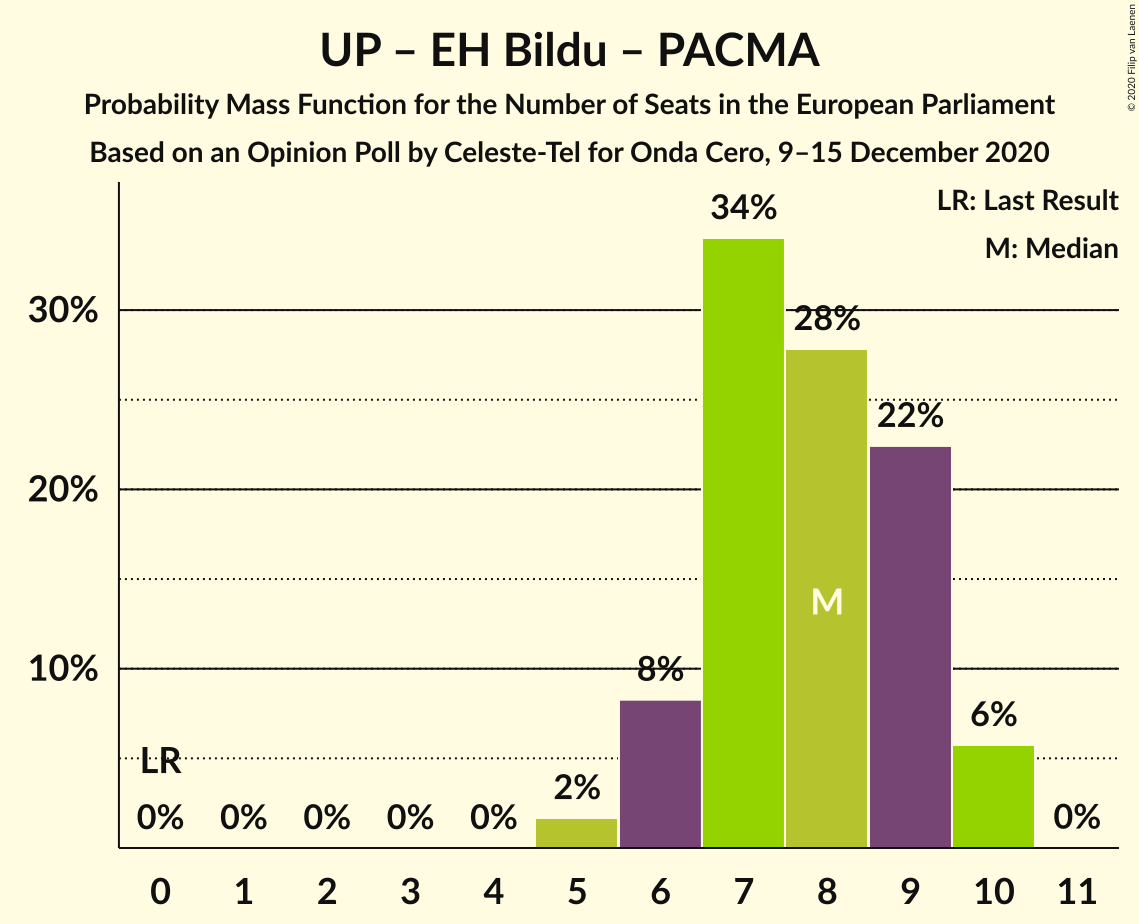 UP – EH Bildu – PACMA
Probability Mass Function for the Number of Seats in the European Parliament
Based on an Opinion Poll by Celeste-Tel for Onda Cero, 9–15 December 2020
© 2020 Filip van Laenen
LR: Last Result
M: Median
34%
30%
28%
22%
20%
M
10%
8%
6%
LR
2%
0% 0% 0% 0% 0% 0%
0 1 2 3 4 5 6 7 8 9 10 11